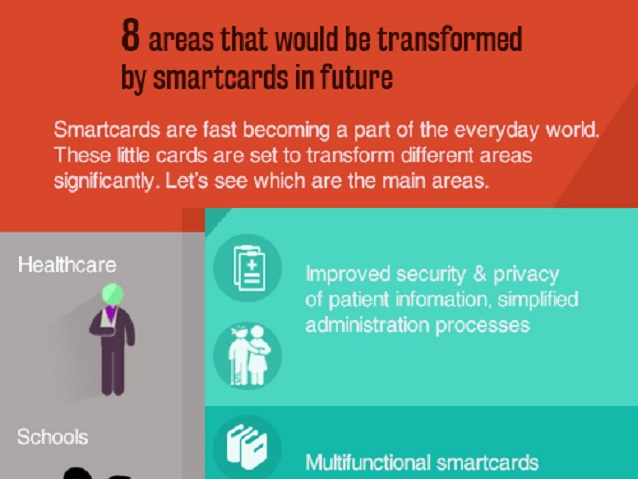 8 areas that would be transformed
by smartcards in future
Smartcards are fast becoming a part of the everyday world.
These little cards are set to transform different areas
significantly. Let's see which are the main areas.
Healthcare
Improved security & privacy
of patient infomation, simplified
administration processes
Schools
Multifunctional smartcards